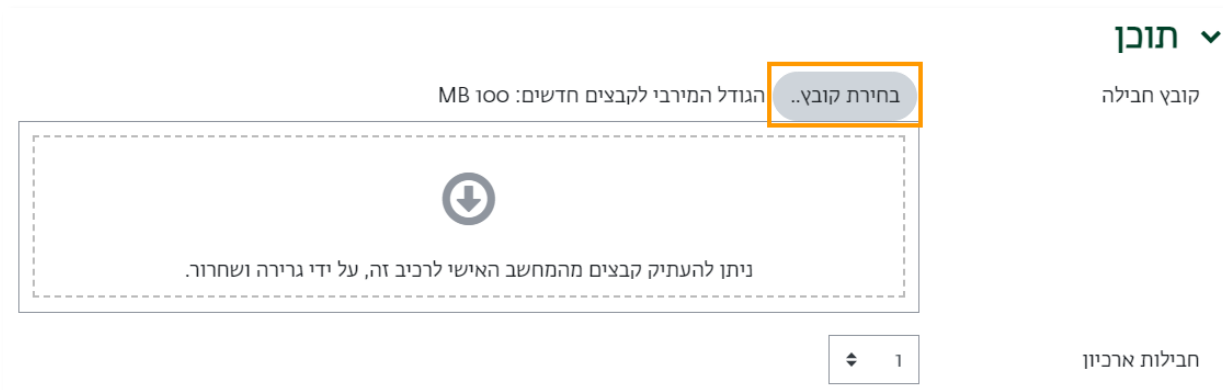 תוכן
קובץ חבילה
בחירת קובץ.. הגודל המירבי לקבצים חדשים: 100 MB
ניתן להעתיק קבצים מהמחשב האישי לרכיב זה, על ידי גרירה ושחרור.
חבילות ארכיון
1